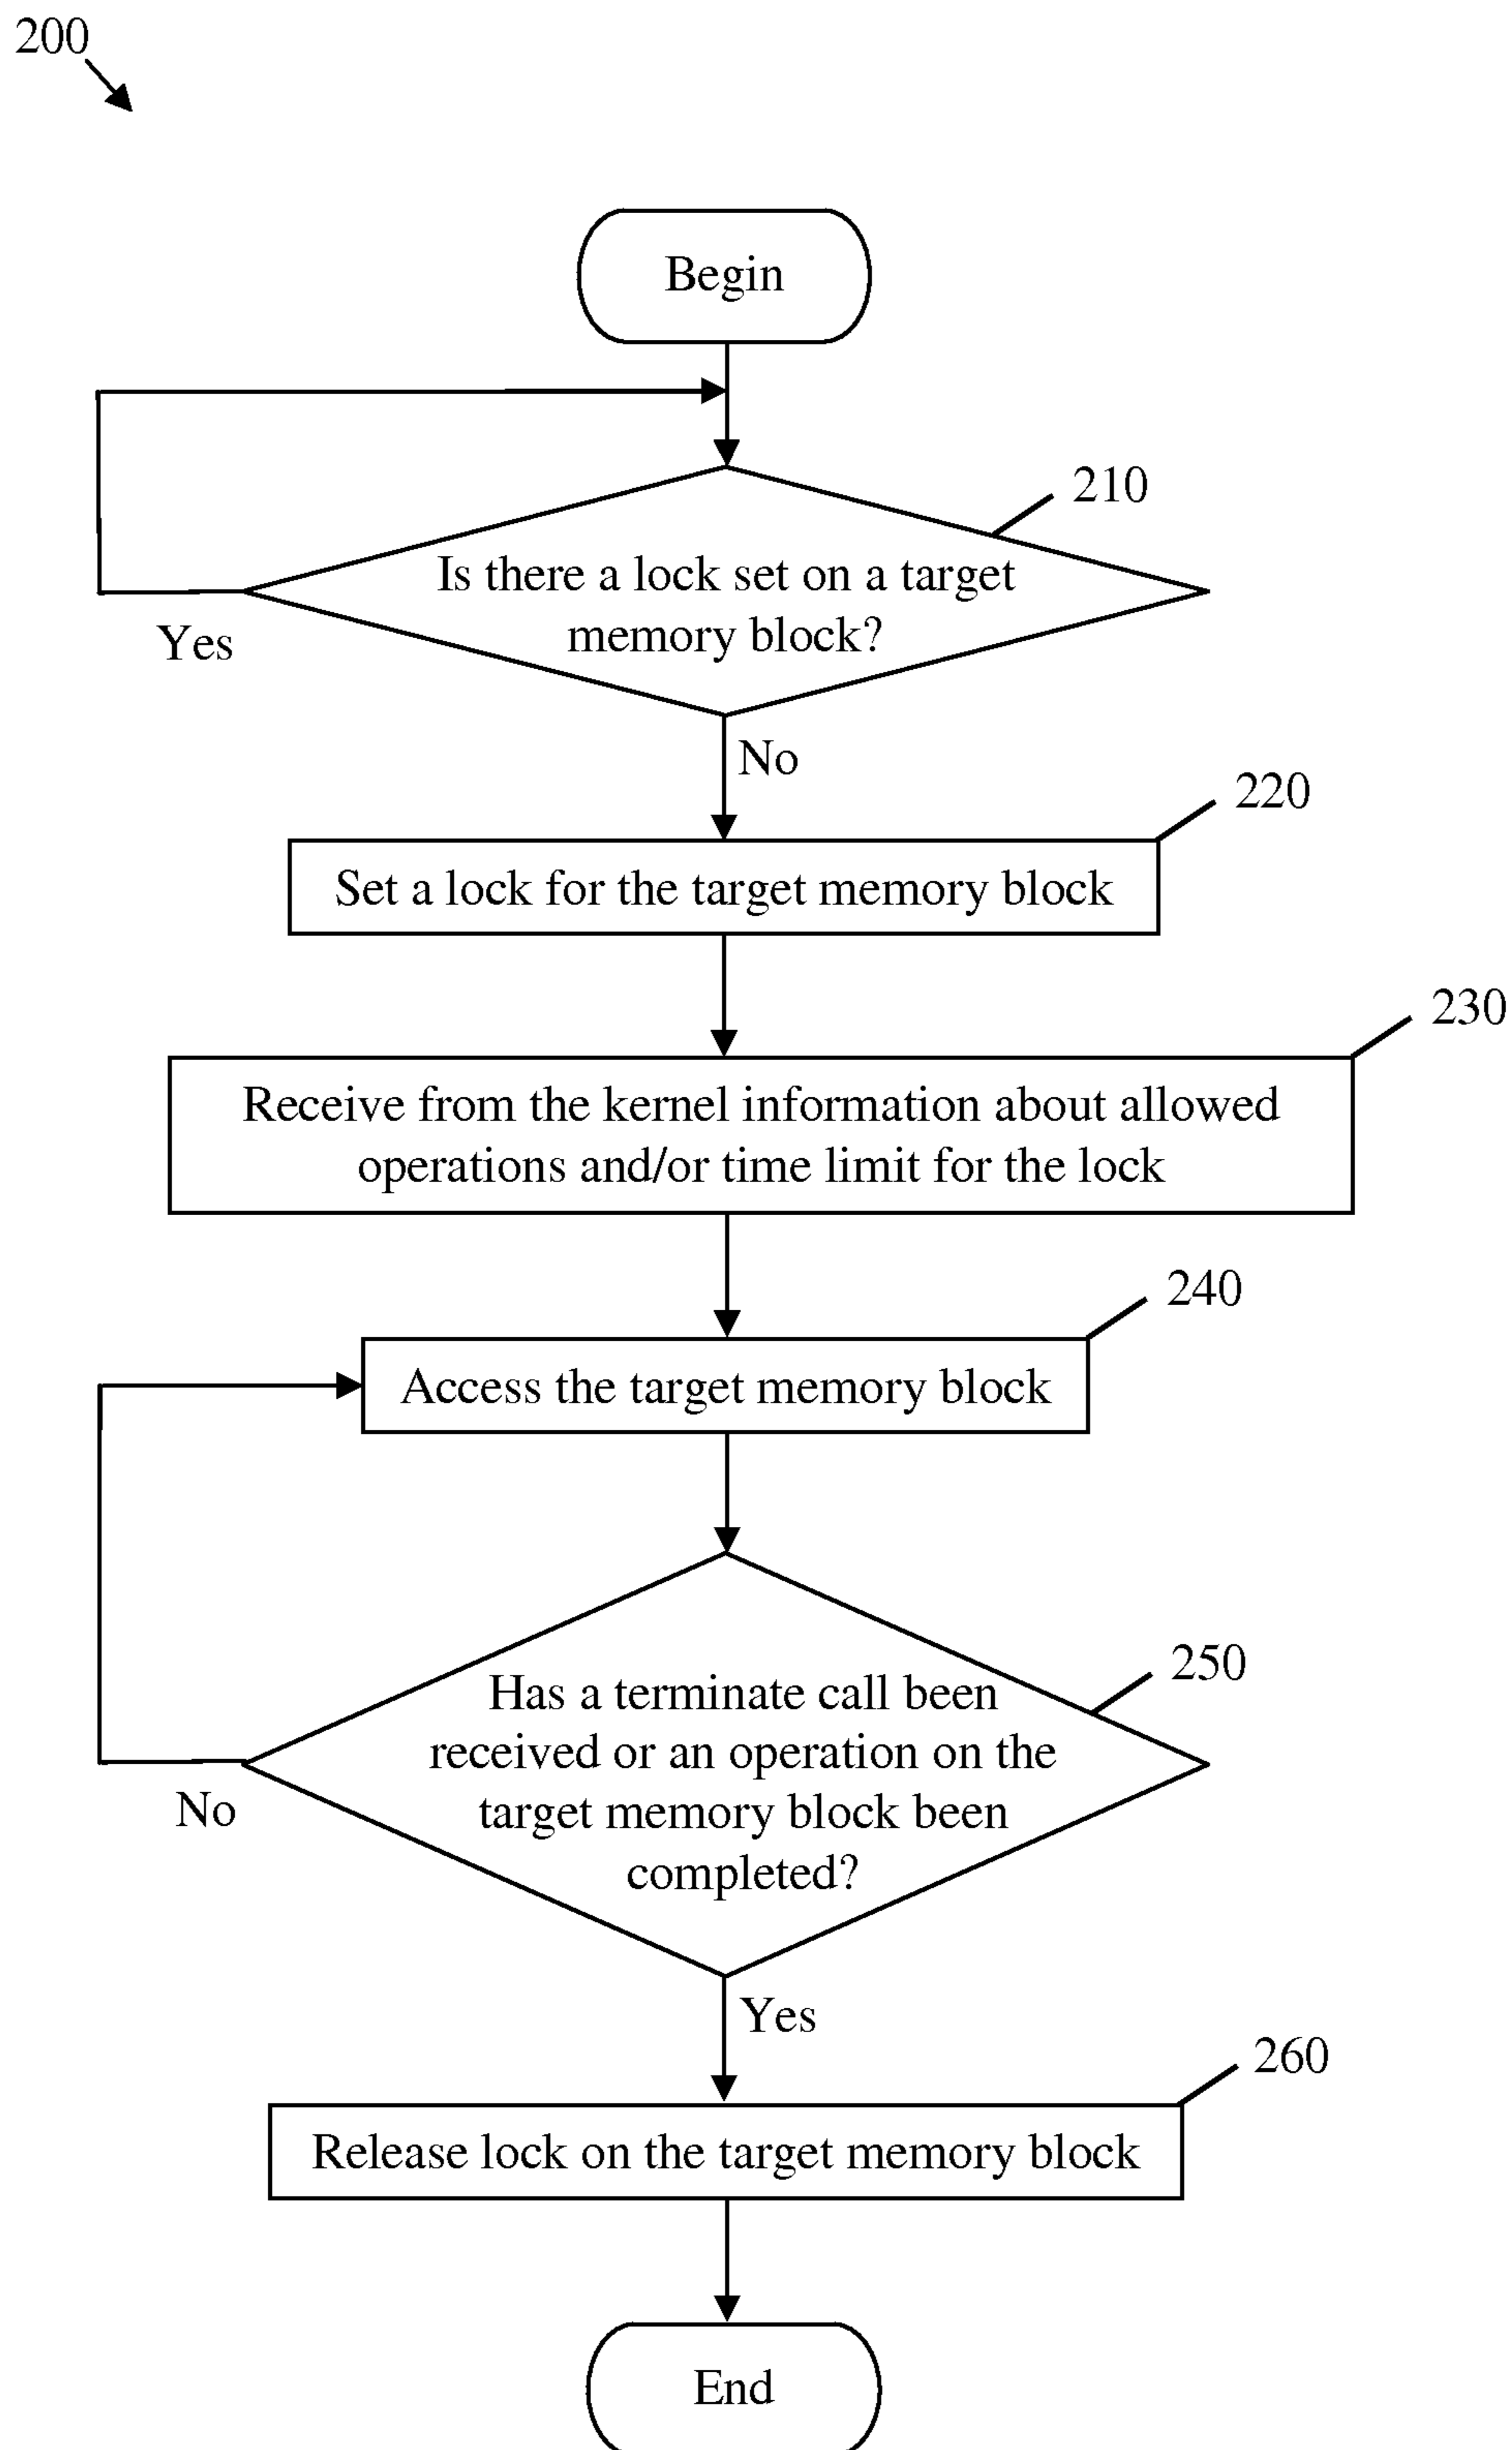 200
Begin
210
Is there a lock set on a target
memory block?
Yes
No
220
Set a lock for the target memory block
230
Receive from the kernel information about allowed
operations and/or time limit for the lock
240
Access the target memory block
250
Has a terminate call been
received or an operation on the
target memory block been
completed?
No
Yes
260
Release lock on the target memory block
End